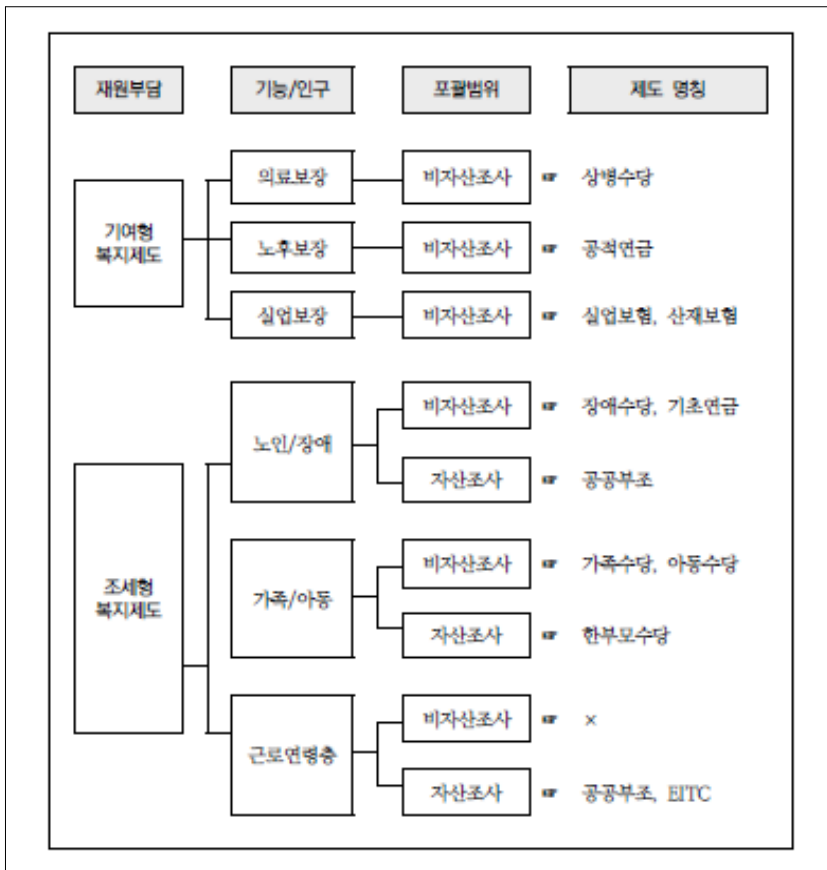 재원부담 기능/인구 포괄범위 제도 명칭
의료보장 비자산조사 ☞ 상병수당
기여형
복지제도
노후보장 비자산조사 ☞ 공적연금
실업보장 비자산조사 ☞ 실업보험, 산재보험
조세형
복지제도
노인/장애
비자산조사 ☞ 장애수당, 기초연금
자산조사 ☞ 공공부조
가족/아동
비자산조사 ☞ 가족수당, 아동수당
자산조사 ☞ 한부모수당
근로연령층
비자산조사 ☞ ×
자산조사 ☞ 공공부조, EITC